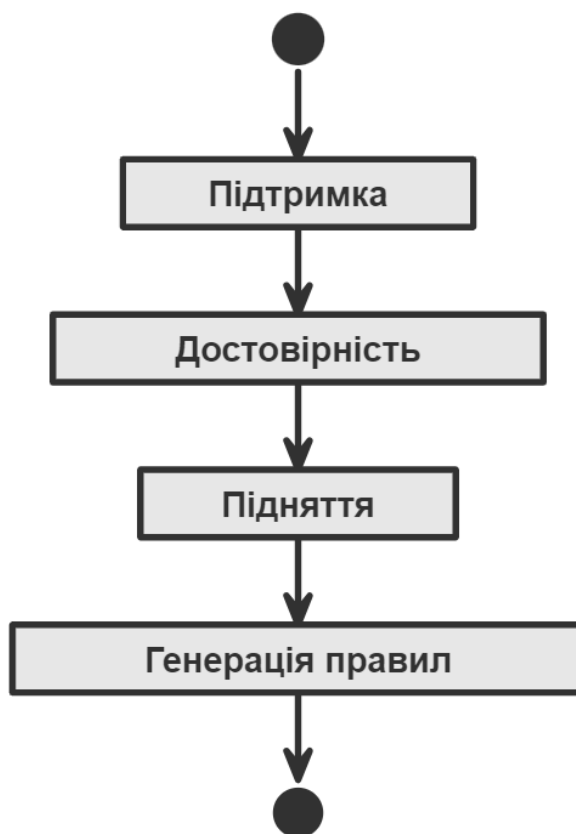 Підтримка
Достовірність
Підняття
Генерація правил